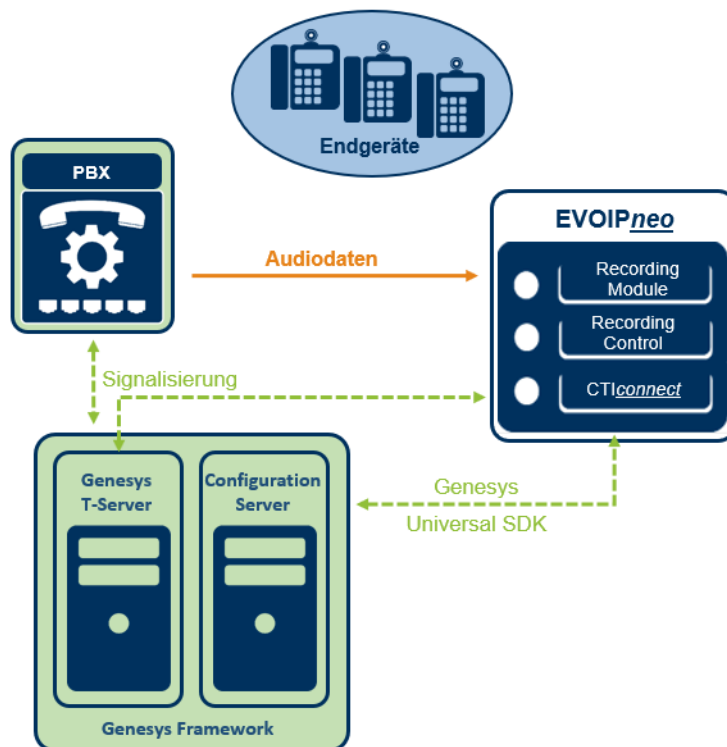 Endgeräte
PBX
EVOIPneo
Audiodaten
Recording
Module
Recording
Control
CTIconnect
Signalisierung
Genesys
T-Server
Configuration
Server
Genesys
Universal SDK
Genesys Framework